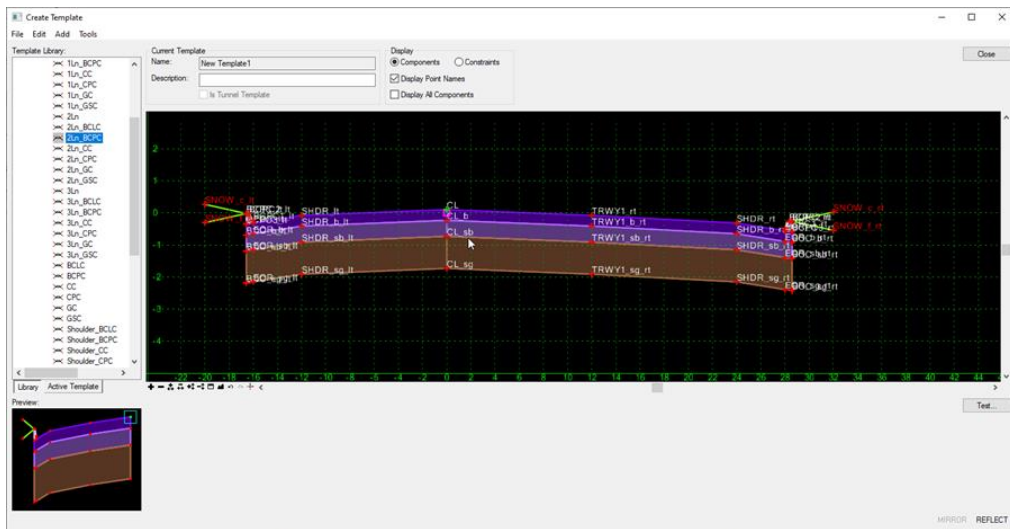 Create Template
File Edit Add Tools
Template Library:
1Ln_BCPC
1Ln_CC
1Ln_CPC
1Ln_GC
1Ln_GSC
2Ln
2Ln_BCLC
2Ln_BCPC
2Ln_CC
2Ln_CPC
2Ln_GC
2Ln_GSC
3Ln
3Ln_BCLC
3Ln_BCPC
3Ln_CC
3Ln_CPC
3Ln_GC
3Ln_GSC
BCLC
BCPC
CC
CPC
GC
GSC
Shoulder_BCLC
Shoulder_BCPC
Shoulder_CC
Shoulder_CPC
Library Active Template
Preview:
Current Template
Name: New Template1
Description:
Is Tunnel Template
Display
Components Constraints
Display Point Names
Display All Components
Close
2
1
0
-1
-2
-3
-4
SNOW_c_lt SHDR_lt CL TRWY1_rt SHDR_rt SNOW_c_rt
SHDR_b_lt CL_b TRWY1_b_rt SHDR_b_rt SNOW_f_rt
SHDR_sb_lt CL_sb TRWY1_sb_rt SHDR_sb_rt
SHDR_sg_lt CL_sg TRWY1_sg_rt SHDR_sg_rt
-22 -20 -18 -16 -14 -12 -10 -8 -6 -4 -2 0 2 4 6 8 10 12 14 16 18 20 22 24 26 28 30 32 34 36 38 40 42 44
Test...
MIRROR REFLECT